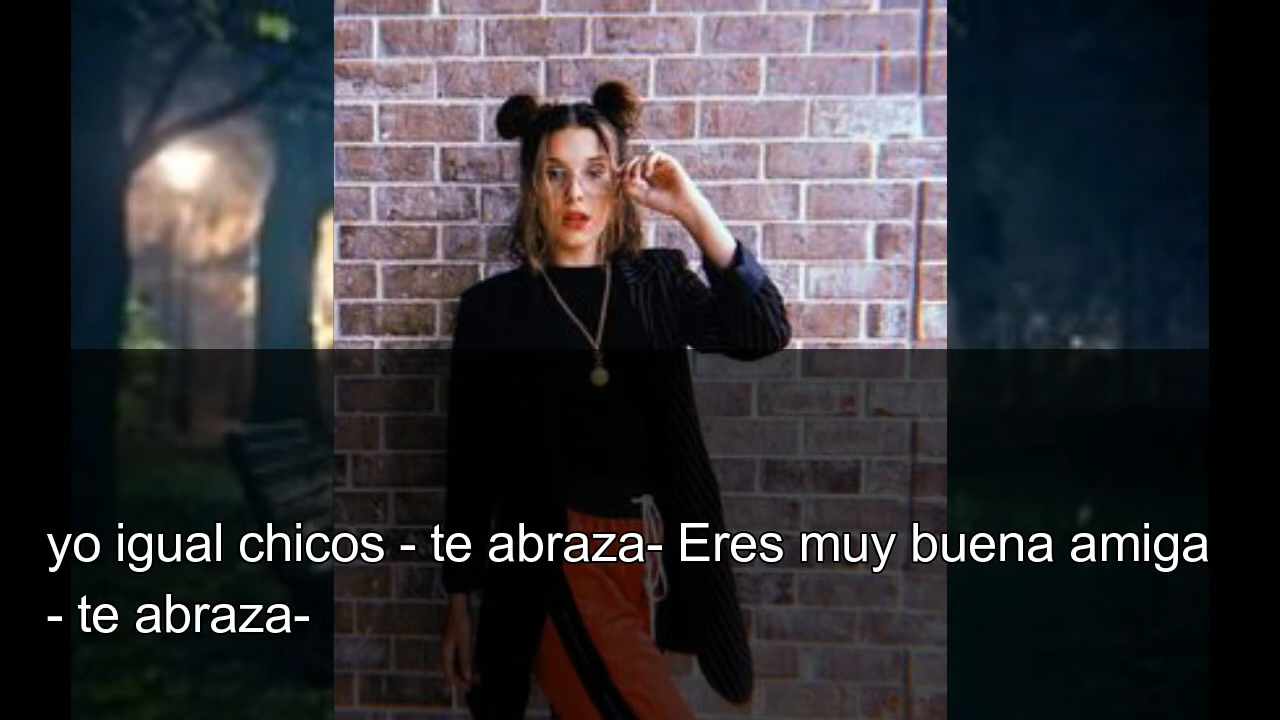 yo igual chicos - te abraza- Eres muy buena amiga
- te abraza-